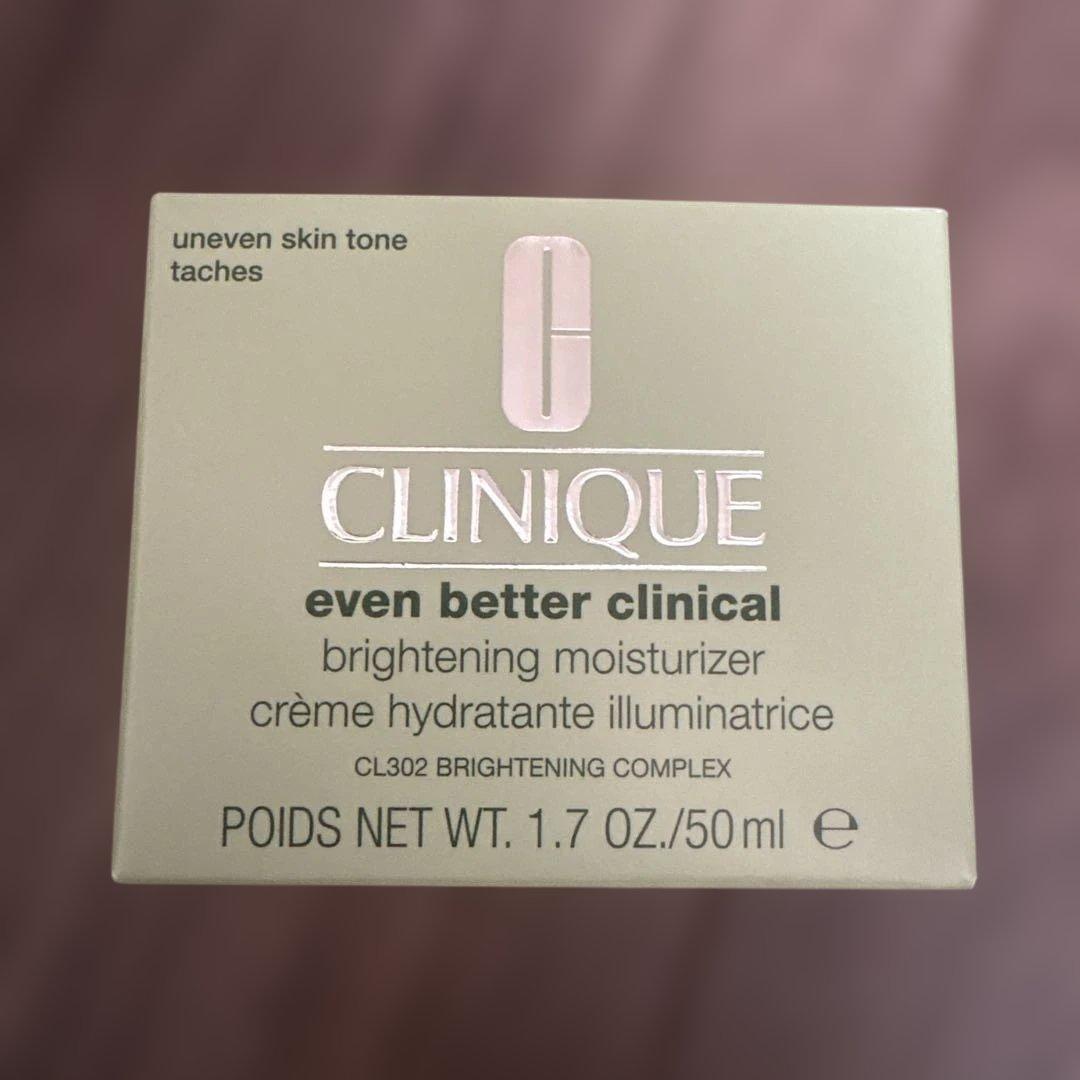 uneven skin tone
taches
C
CLINIQUE
even better clinical
brightening moisturizer
crème hydratante illuminatrice
CL302 BRIGHTENING COMPLEX
POIDS NET WT. 1.7 OZ./50 ml ℮